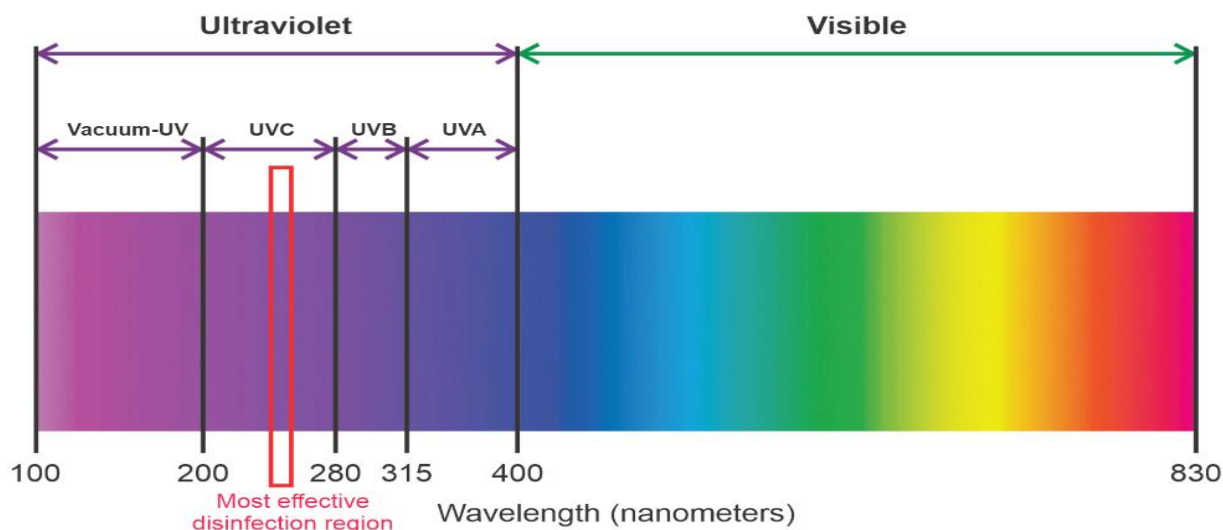 Ultraviolet Visible
Vacuum-UV UVC UVB UVA
100 200 280 315 400 830
Most effective
disinfection region
Wavelength (nanometers)